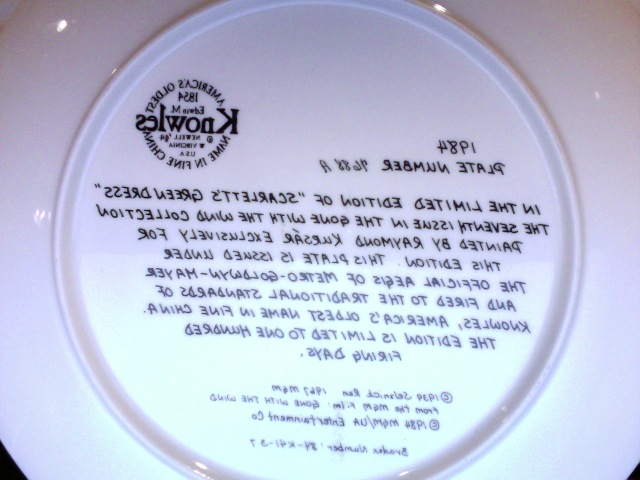 AMERICA'S OLDEST
1854
Edwin M.
Knowles
© NEWELL '84
W VIRGINIA
U.S.A
NAME IN FINE CHINA
1984
PLATE NUMBER
IN THE LIMITED EDITION OF "SCARLETT'S GREEN DRESS"
THE SEVENTH ISSUE IN THE GONE WITH THE WIND COLLECTION
PAINTED BY RAYMOND KURSÁR EXCLUSIVELY FOR
THIS EDITION. THIS PLATE IS ISSUED UNDER
THE OFFICIAL AEGIS OF METRO-GOLDWYN-MAYER
AND FIRED TO THE TRADITIONAL STANDARDS OF
KNOWLES, AMERICA'S OLDEST NAME IN FINE CHINA.
THE EDITION IS LIMITED TO ONE HUNDRED
FIRING DAYS.
© 1939 Selznick Ren. 1967 MGM
From the MGM Film: GONE WITH THE WIND
© 1984 MGM/UA Entertainment Co
Bradex Number: 84-K41-3.7